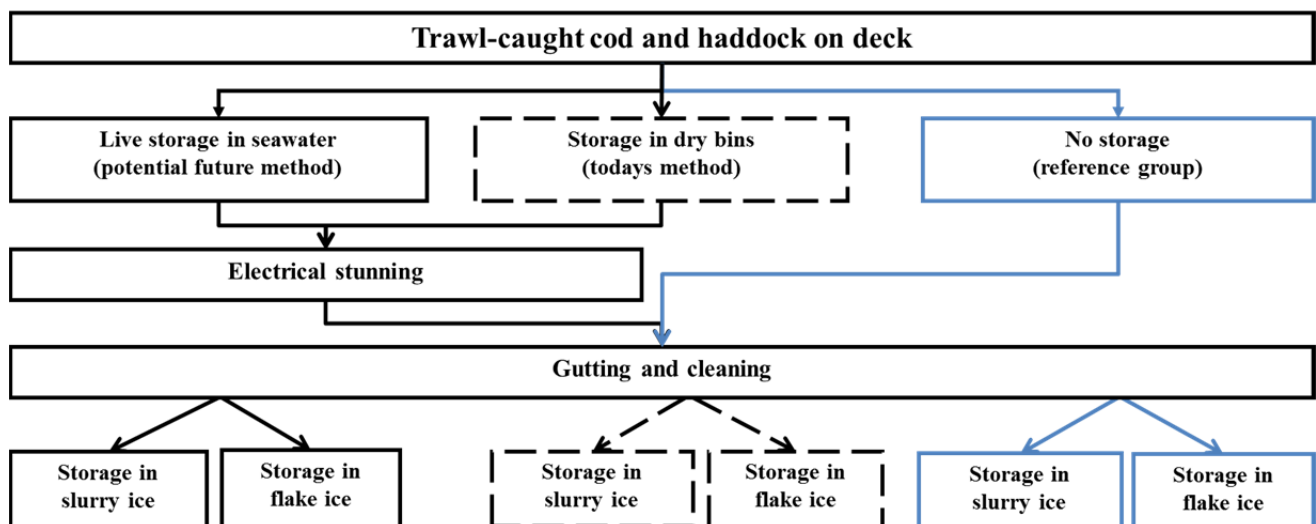 Trawl-caught cod and haddock on deck
Live storage in seawater
(potential future method)
Storage in dry bins
(todays method)
No storage
(reference group)
Electrical stunning
Gutting and cleaning
Storage in
slurry ice
Storage in
flake ice
Storage in
slurry ice
Storage in
flake ice
Storage in
slurry ice
Storage in
flake ice